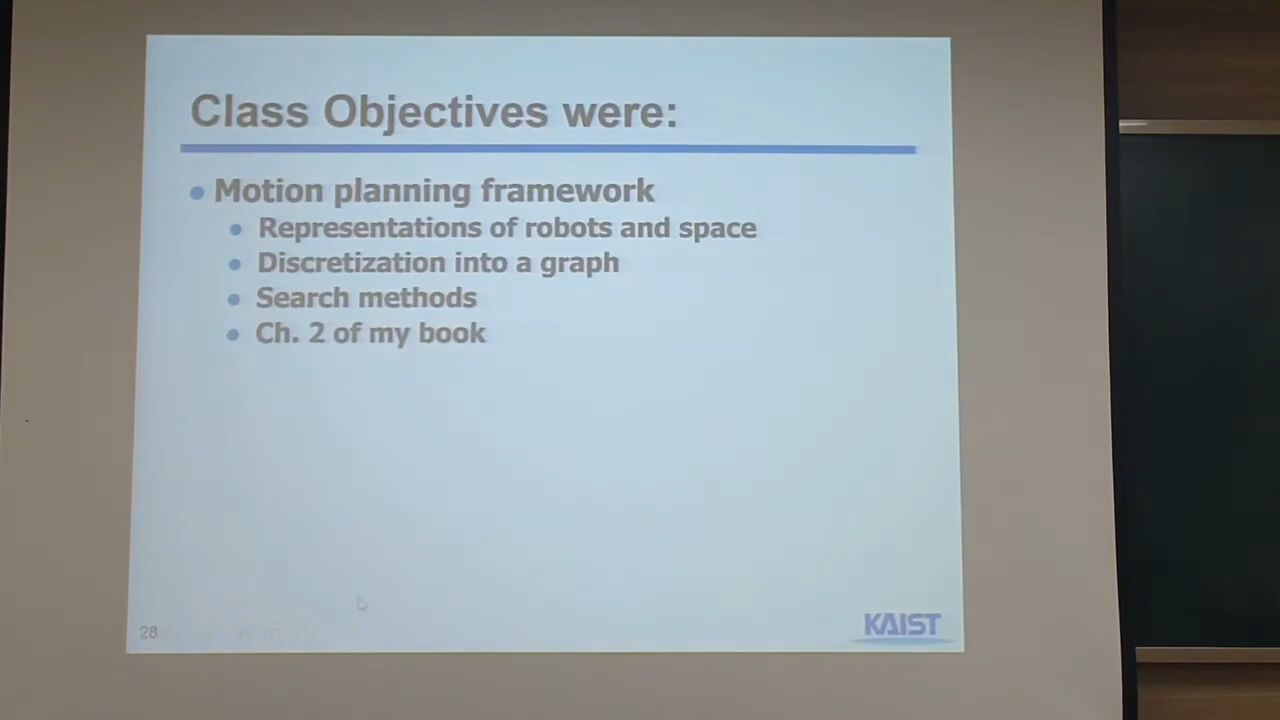 Class Objectives were:
● Motion planning framework
● Representations of robots and space
● Discretization into a graph
● Search methods
● Ch. 2 of my book
28
KAIST